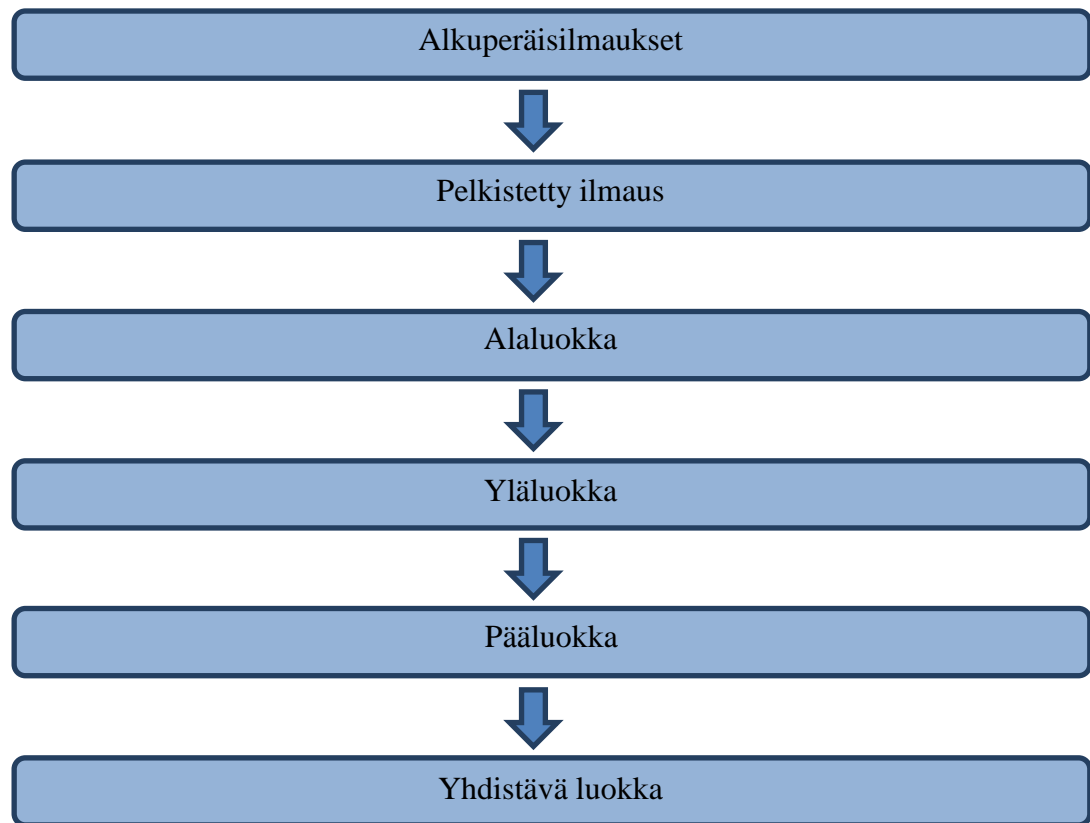 Alkuperäisilmaukset
Pelkistetty ilmaus
Alaluokka
Yläluokka
Pääluokka
Yhdistävä luokka